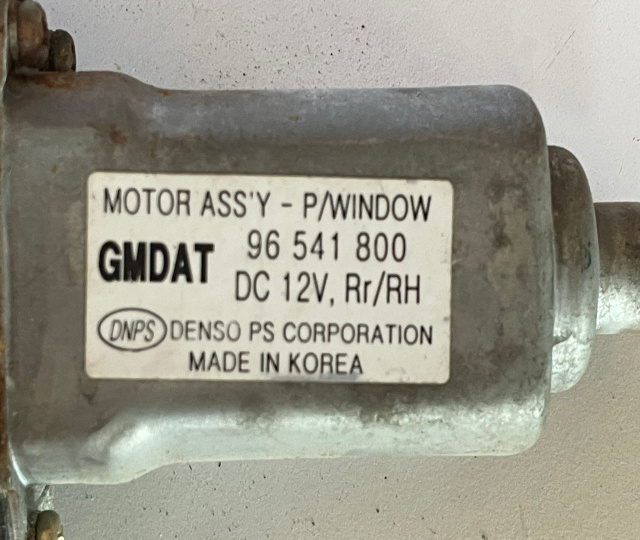 MOTOR ASS'Y - P/WINDOW
GMDAT 96 541 800
DC 12V, Rr/RH
DNPS DENSO PS CORPORATION
MADE IN KOREA